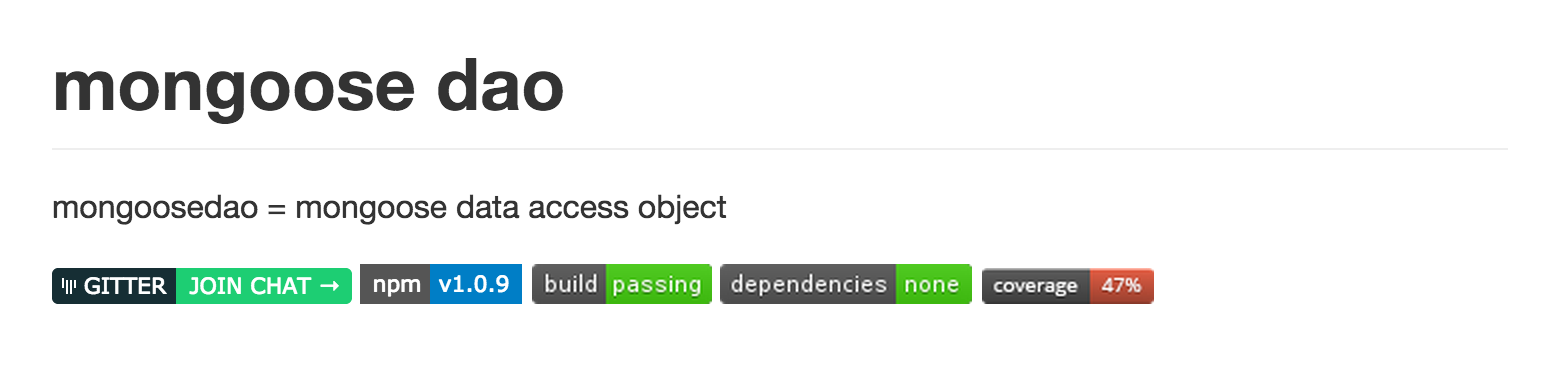 mongoose dao
mongoosedao = mongoose data access object
GITTER JOIN CHAT → npm v1.0.9 build passing dependencies none coverage 47%